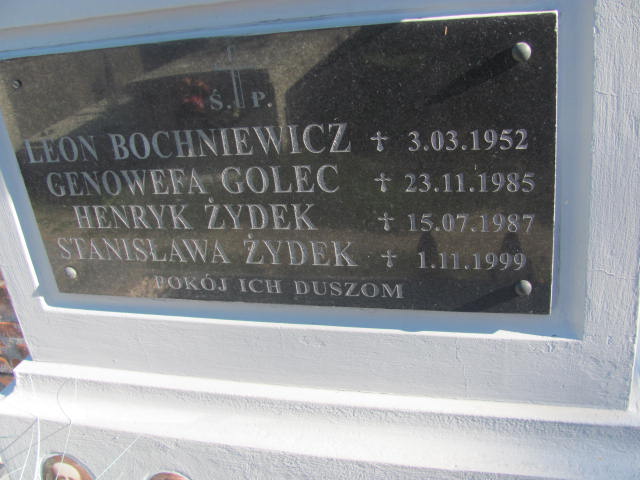 Ś. P.
LEON BOCHNIEWICZ ✝ 3.03.1952
GENOWEFA GOLEC ✝ 23.11.1985
HENRYK ŻYDEK ✝ 15.07.1987
STANISŁAWA ŻYDEK ✝ 1.11.1999
POKÓJ ICH DUSZOM